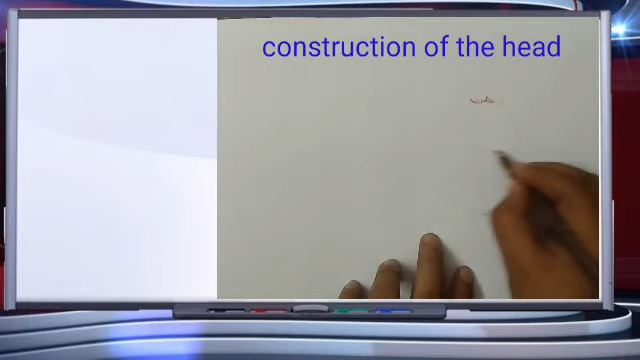 construction of the head